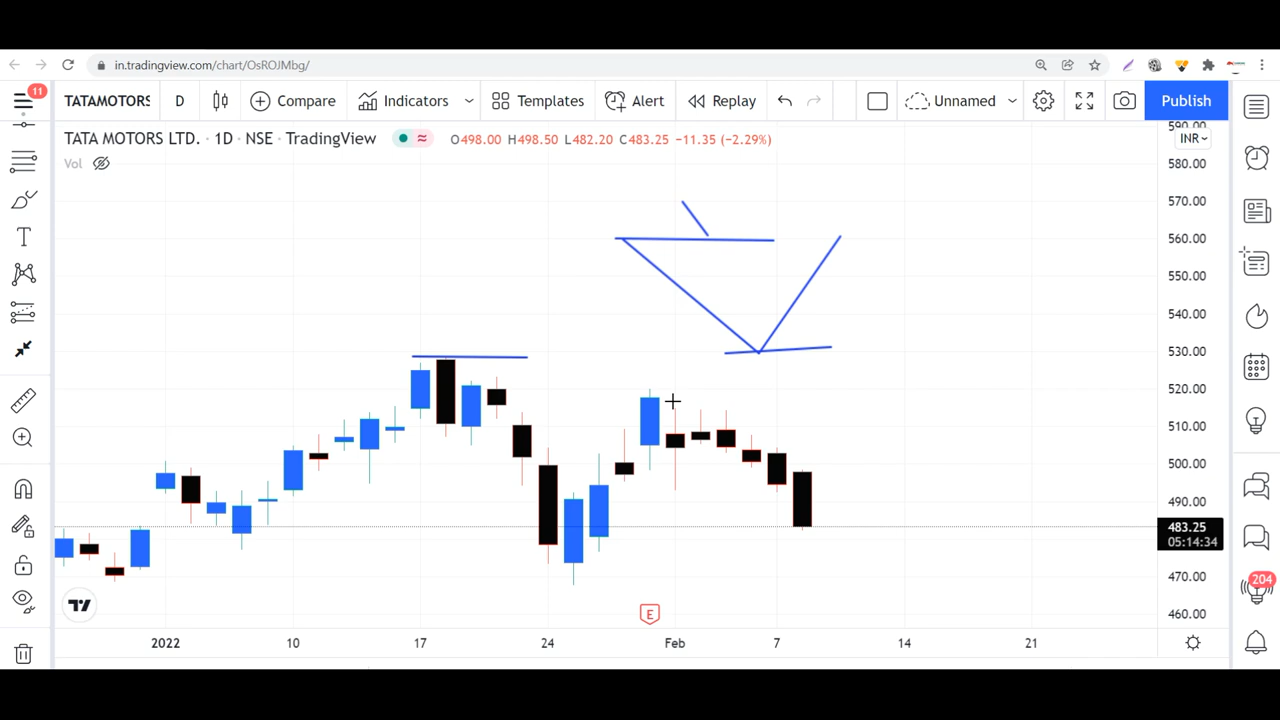 in.tradingview.com/chart/OsROJMbg/
11
TATAMOTORS
D
Compare
Indicators
Templates
Alert
Replay
Unnamed
Publish
TATA MOTORS LTD. · 1D · NSE · TradingView
O498.00 H498.50 L482.20 C483.25 −11.35 (−2.29%)
Vol
INR
590.00
580.00
570.00
560.00
550.00
540.00
530.00
520.00
510.00
500.00
490.00
483.25
05:14:34
470.00
460.00
E
2022
10
17
24
Feb
7
14
21
204